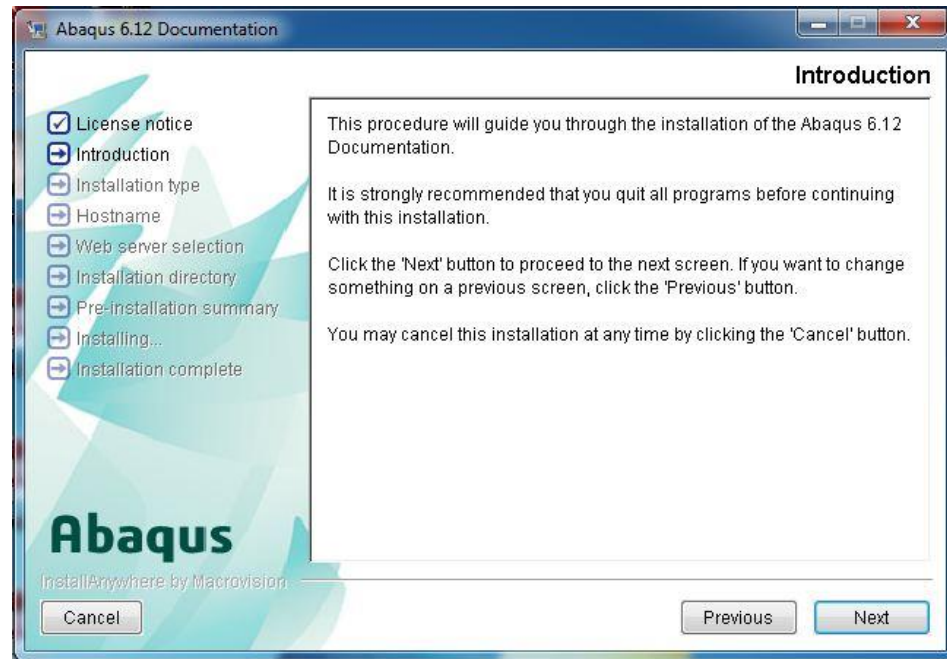 Abaqus 6.12 Documentation
Introduction
License notice
Introduction
Installation type
Hostname
Web server selection
Installation directory
Pre-installation summary
Installing...
Installation complete
This procedure will guide you through the installation of the Abaqus 6.12
Documentation.
It is strongly recommended that you quit all programs before continuing
with this installation.
Click the 'Next' button to proceed to the next screen. If you want to change
something on a previous screen, click the 'Previous' button.
You may cancel this installation at any time by clicking the 'Cancel' button.
Abaqus
InstallAnywhere by Macrovision
Cancel
Previous
Next